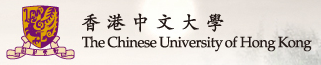 香港中文大學
The Chinese University of Hong Kong